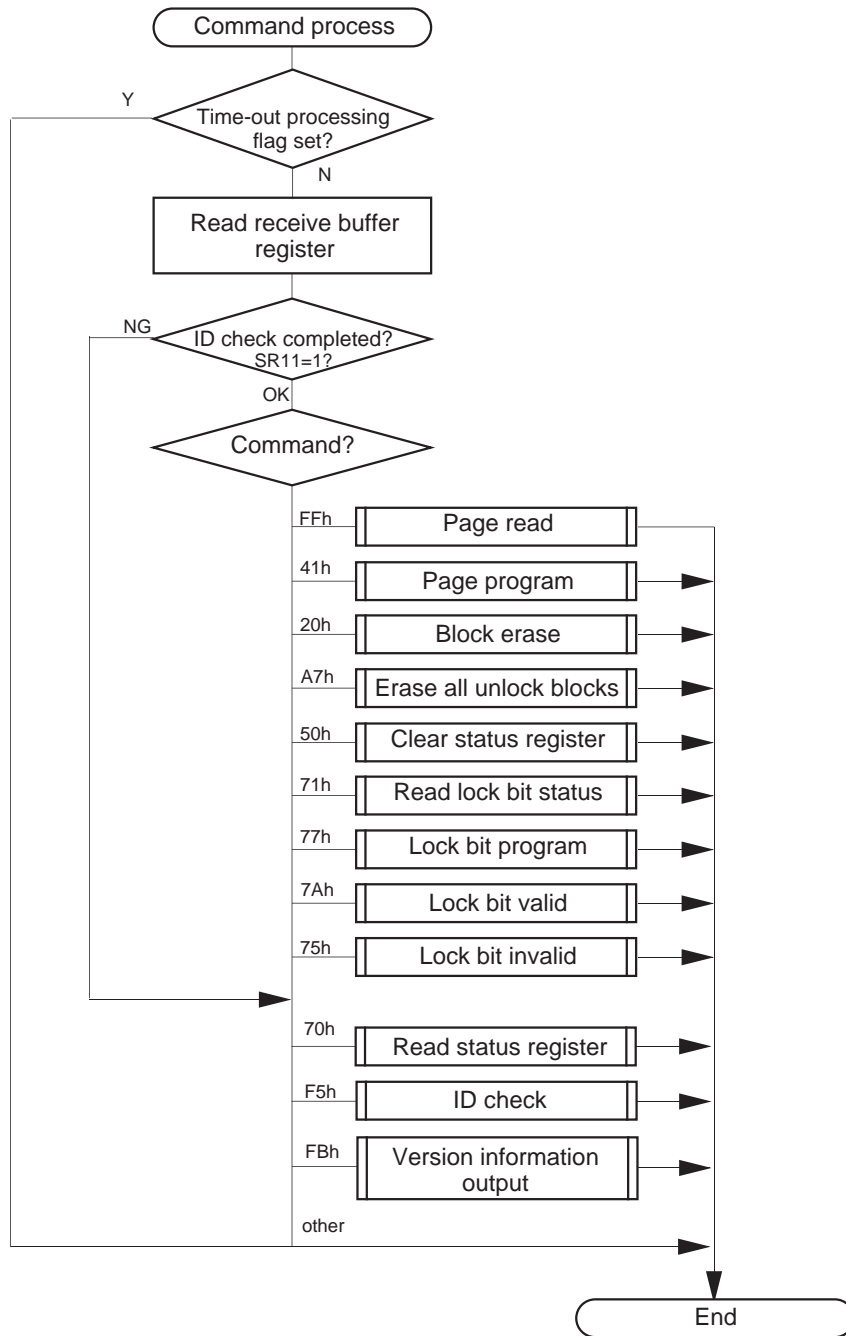 Command process
Y
Time-out processing
flag set?
N
Read receive buffer
register
NG
ID check completed?
SR11=1?
OK
Command?
FFh
Page read
41h
Page program
20h
Block erase
A7h
Erase all unlock blocks
50h
Clear status register
71h
Read lock bit status
77h
Lock bit program
7Ah
Lock bit valid
75h
Lock bit invalid
70h
Read status register
F5h
ID check
FBh
Version information
output
other
End